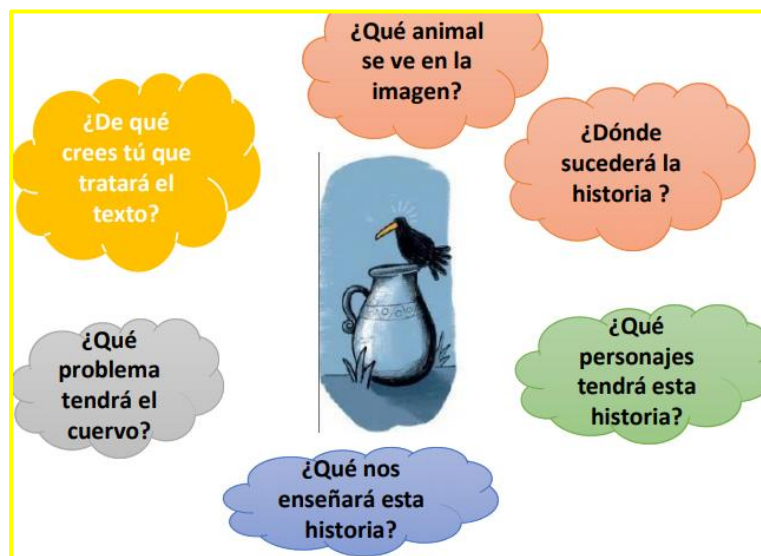 ¿Qué animal
se ve en la
imagen?
¿De qué
crees tú que
tratará el
texto?
¿Dónde
sucederá la
historia ?
¿Qué
problema
tendrá el
cuervo?
¿Qué
personajes
tendrá esta
historia?
¿Qué nos
enseñará esta
historia?